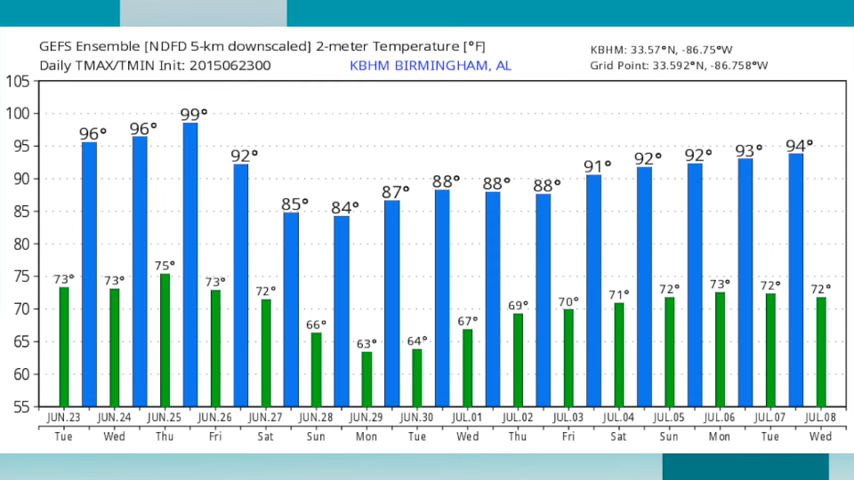 GEFS Ensemble [NDFD 5-km downscaled] 2-meter Temperature [°F]
Daily TMAX/TMIN Init: 2015062300
KBHM BIRMINGHAM, AL
KBHM: 33.57°N, -86.75°W
Grid Point: 33.592°N, -86.758°W
105
100
95
90
85
80
75
70
65
60
55
96° 96° 99° 92° 85° 84° 87° 88° 88° 88° 91° 92° 92° 93° 94°
73° 73° 75° 73° 72° 66° 63° 64° 67° 69° 70° 71° 72° 73° 72° 72°
JUN.23 JUN.24 JUN.25 JUN.26 JUN.27 JUN.28 JUN.29 JUN.30 JUL.01 JUL.02 JUL.03 JUL.04 JUL.05 JUL.06 JUL.07 JUL.08
Tue Wed Thu Fri Sat Sun Mon Tue Wed Thu Fri Sat Sun Mon Tue Wed